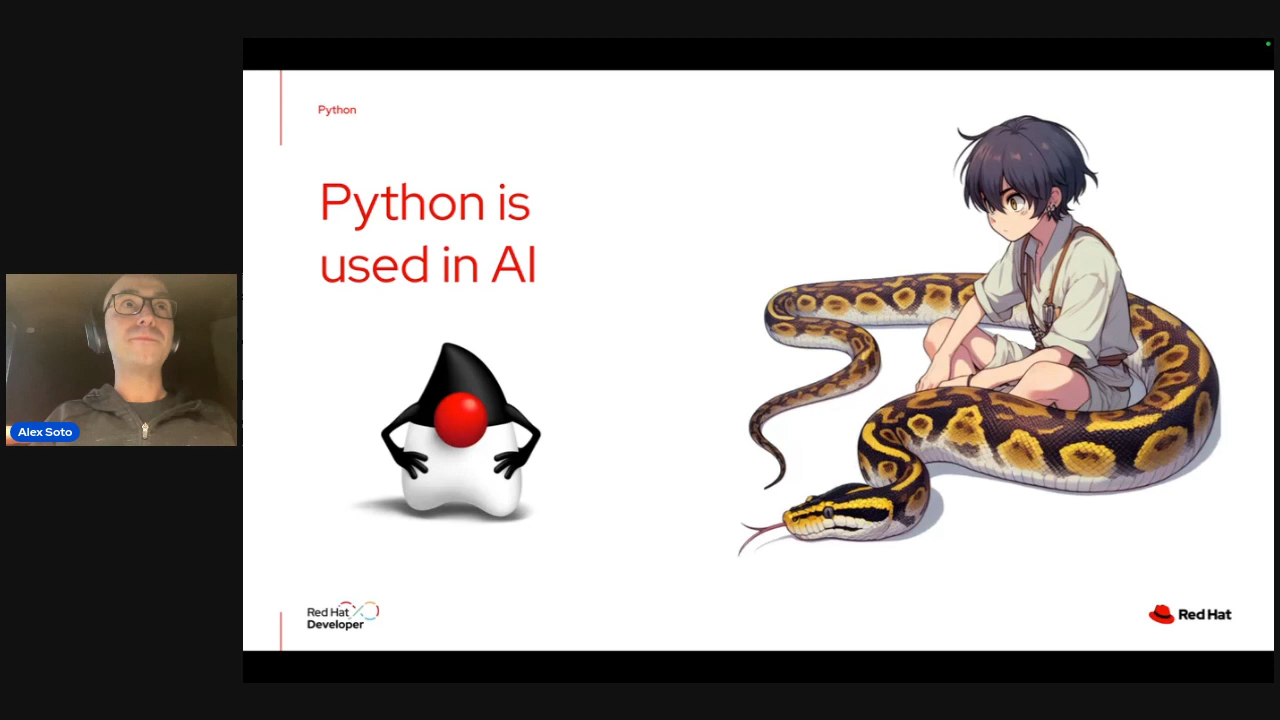 Python
Python is
used in AI
Alex Soto
Red Hat
Developer
Red Hat